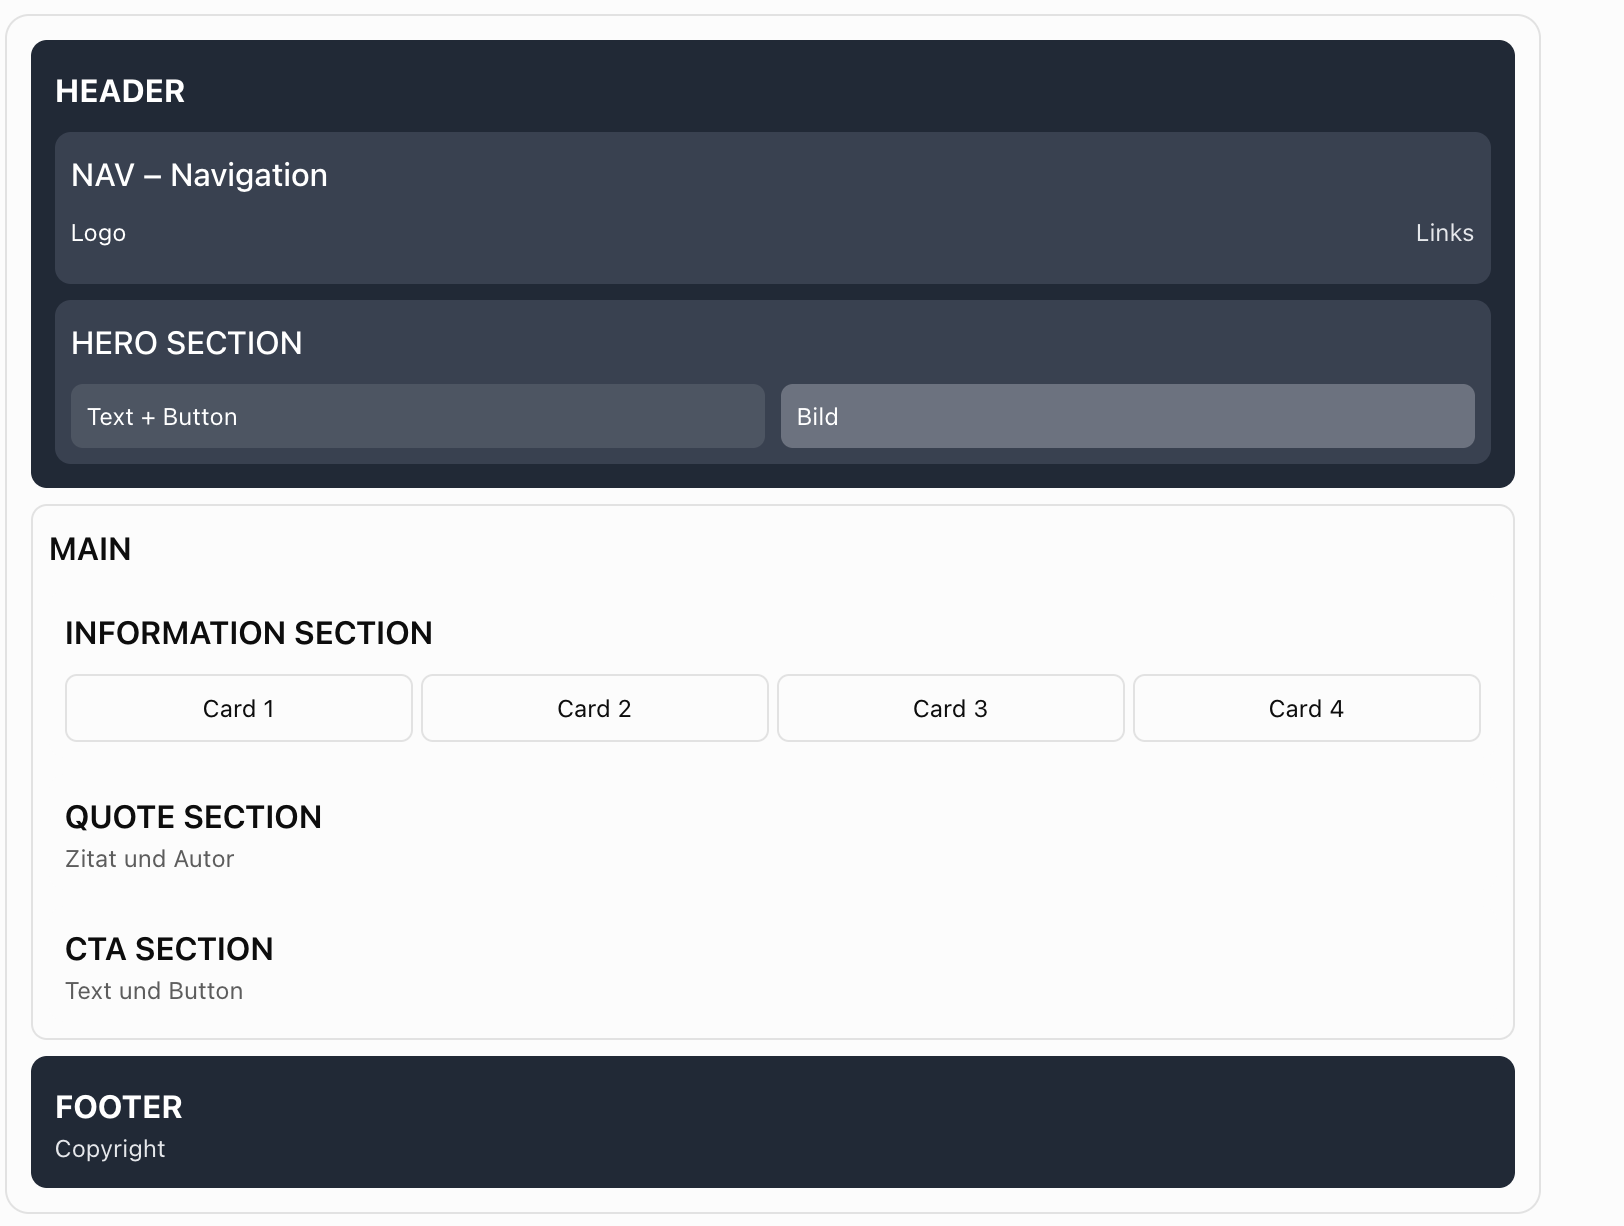 HEADER
NAV – Navigation
Logo
Links
HERO SECTION
Text + Button
Bild
MAIN
INFORMATION SECTION
Card 1
Card 2
Card 3
Card 4
QUOTE SECTION
Zitat und Autor
CTA SECTION
Text und Button
FOOTER
Copyright